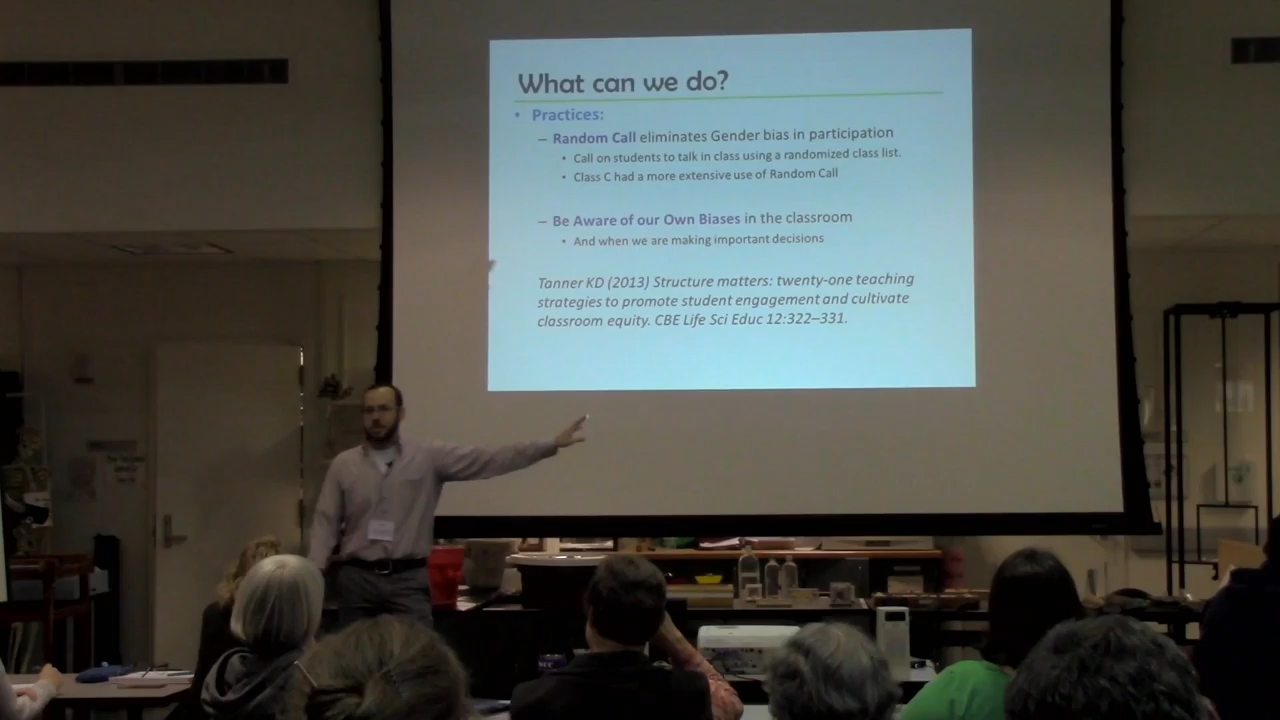 What can we do?
• Practices:
– Random Call eliminates Gender bias in participation
• Call on students to talk in class using a randomized class list.
• Class C had a more extensive use of Random Call
– Be Aware of our Own Biases in the classroom
• And when we are making important decisions
Tanner KD (2013) Structure matters: twenty-one teaching
strategies to promote student engagement and cultivate
classroom equity. CBE Life Sci Educ 12:322–331.